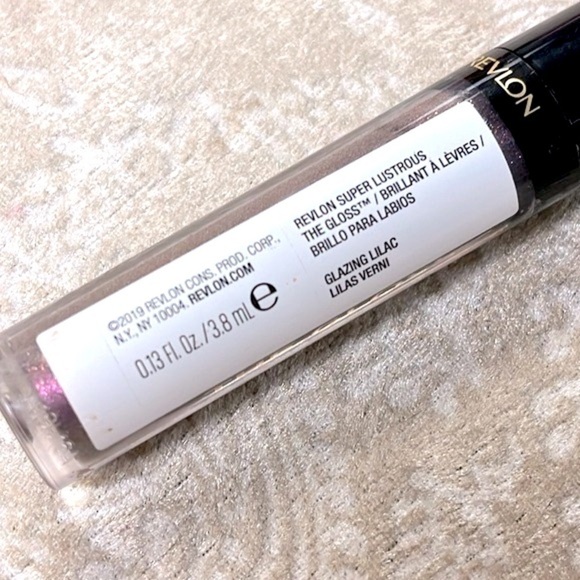 REVLON
REVLON SUPER LUSTROUS
THE GLOSS™ / BRILLANT À LÈVRES /
BRILLO PARA LABIOS
GLAZING LILAC
LILAS VERNI
©2019 REVLON CONS. PROD. CORP.,
N.Y., NY 10004. REVLON.COM
0.13 Fl. Oz./3.8 mL ℮